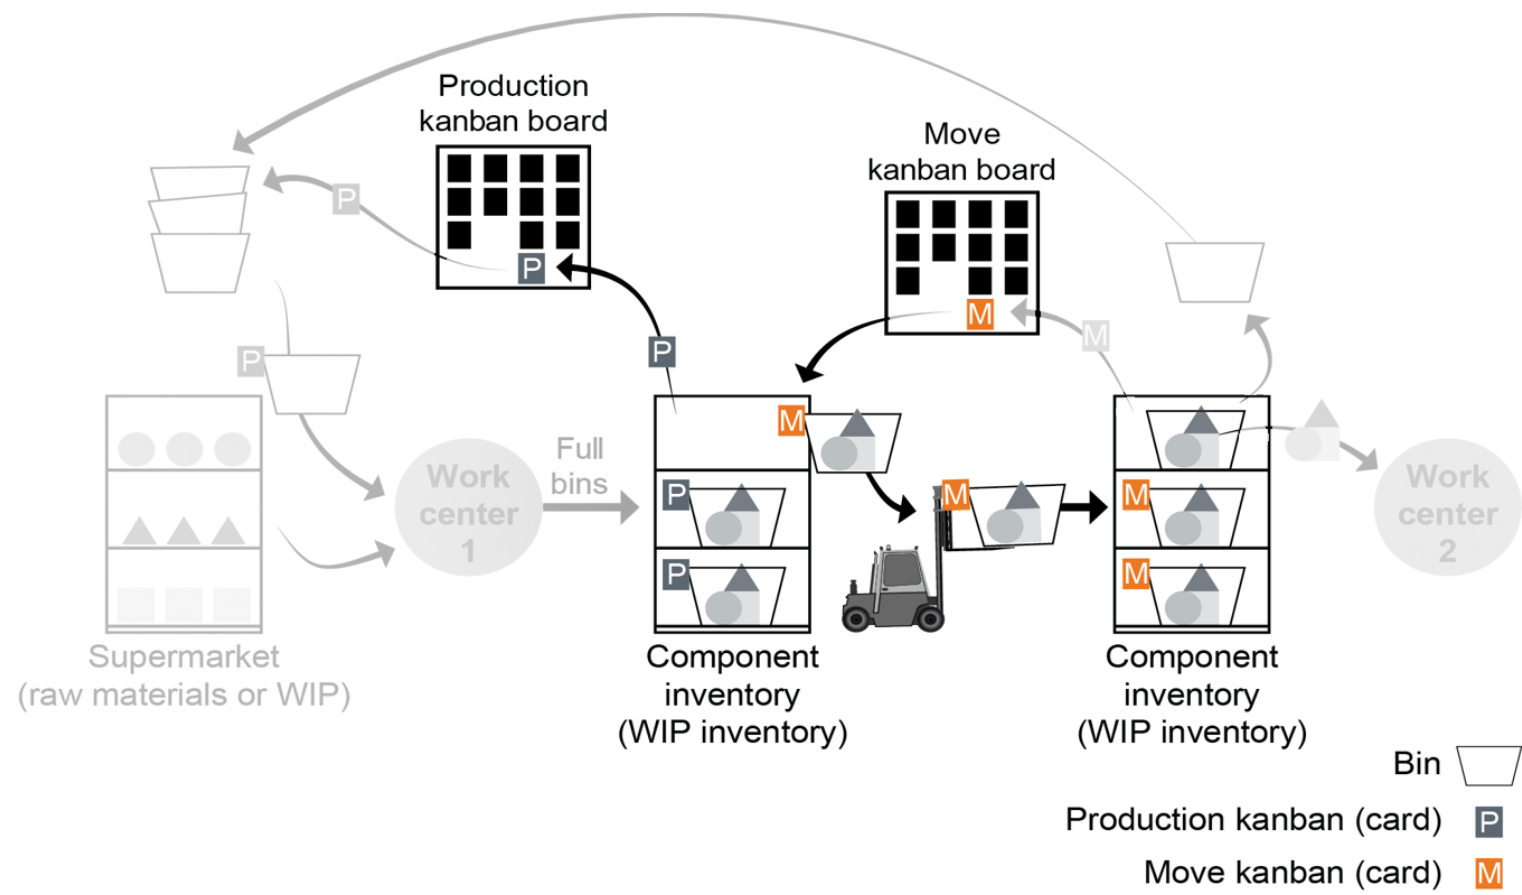 Production
kanban board
Move
kanban board
P
P
M
M
P
P
M
Full
bins
Work
center
1
P
P
M
M
M
Work
center
2
Supermarket
(raw materials or WIP)
Component
inventory
(WIP inventory)
Component
inventory
(WIP inventory)
Bin
Production kanban (card) P
Move kanban (card) M